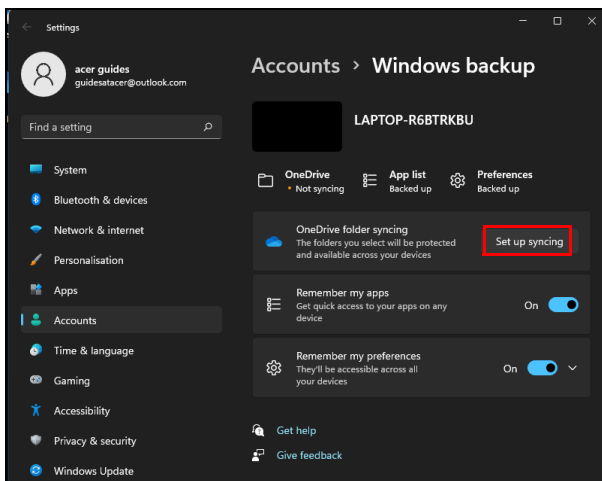 Settings
acer guides
guidesatacer@outlook.com
Find a setting
System
Bluetooth & devices
Network & internet
Personalisation
Apps
Accounts
Time & language
Gaming
Accessibility
Privacy & security
Windows Update
Accounts > Windows backup
LAPTOP-R6BTRKBU
OneDrive
• Not syncing
App list
Backed up
Preferences
Backed up
OneDrive folder syncing
The folders you select will be protected
and available across your devices
Set up syncing
Remember my apps
Get quick access to your apps on any
device
On
Remember my preferences
They'll be accessible across all
your devices
On
Get help
Give feedback